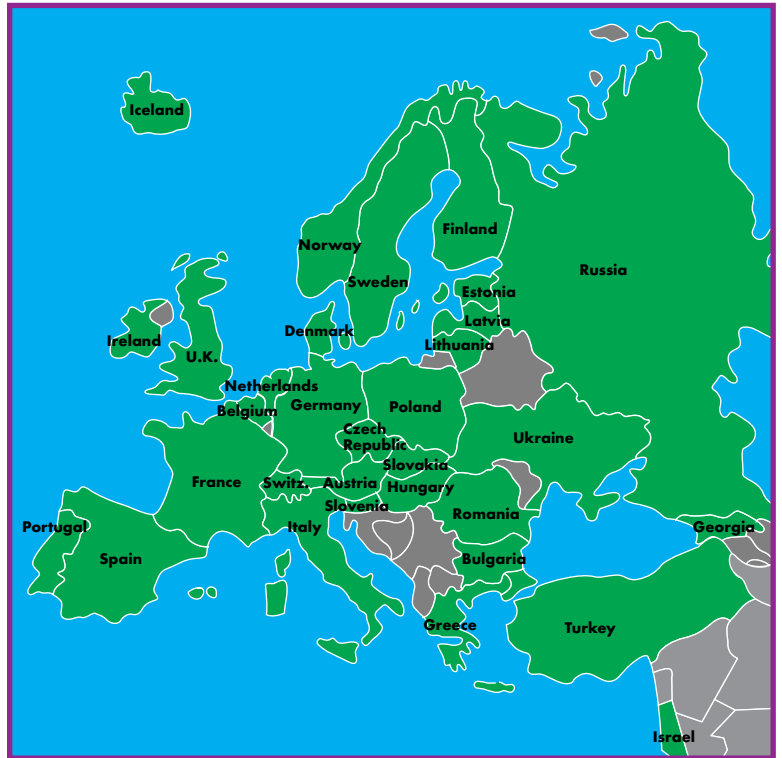 Iceland
Norway
Finland
Sweden
Russia
Estonia
Latvia
Lithuania
Denmark
Ireland
U.K.
Netherlands
Belgium
Germany
Poland
Czech
Republic
Ukraine
Slovakia
France
Switz.
Austria
Hungary
Slovenia
Romania
Portugal
Spain
Italy
Georgia
Bulgaria
Greece
Turkey
Israel